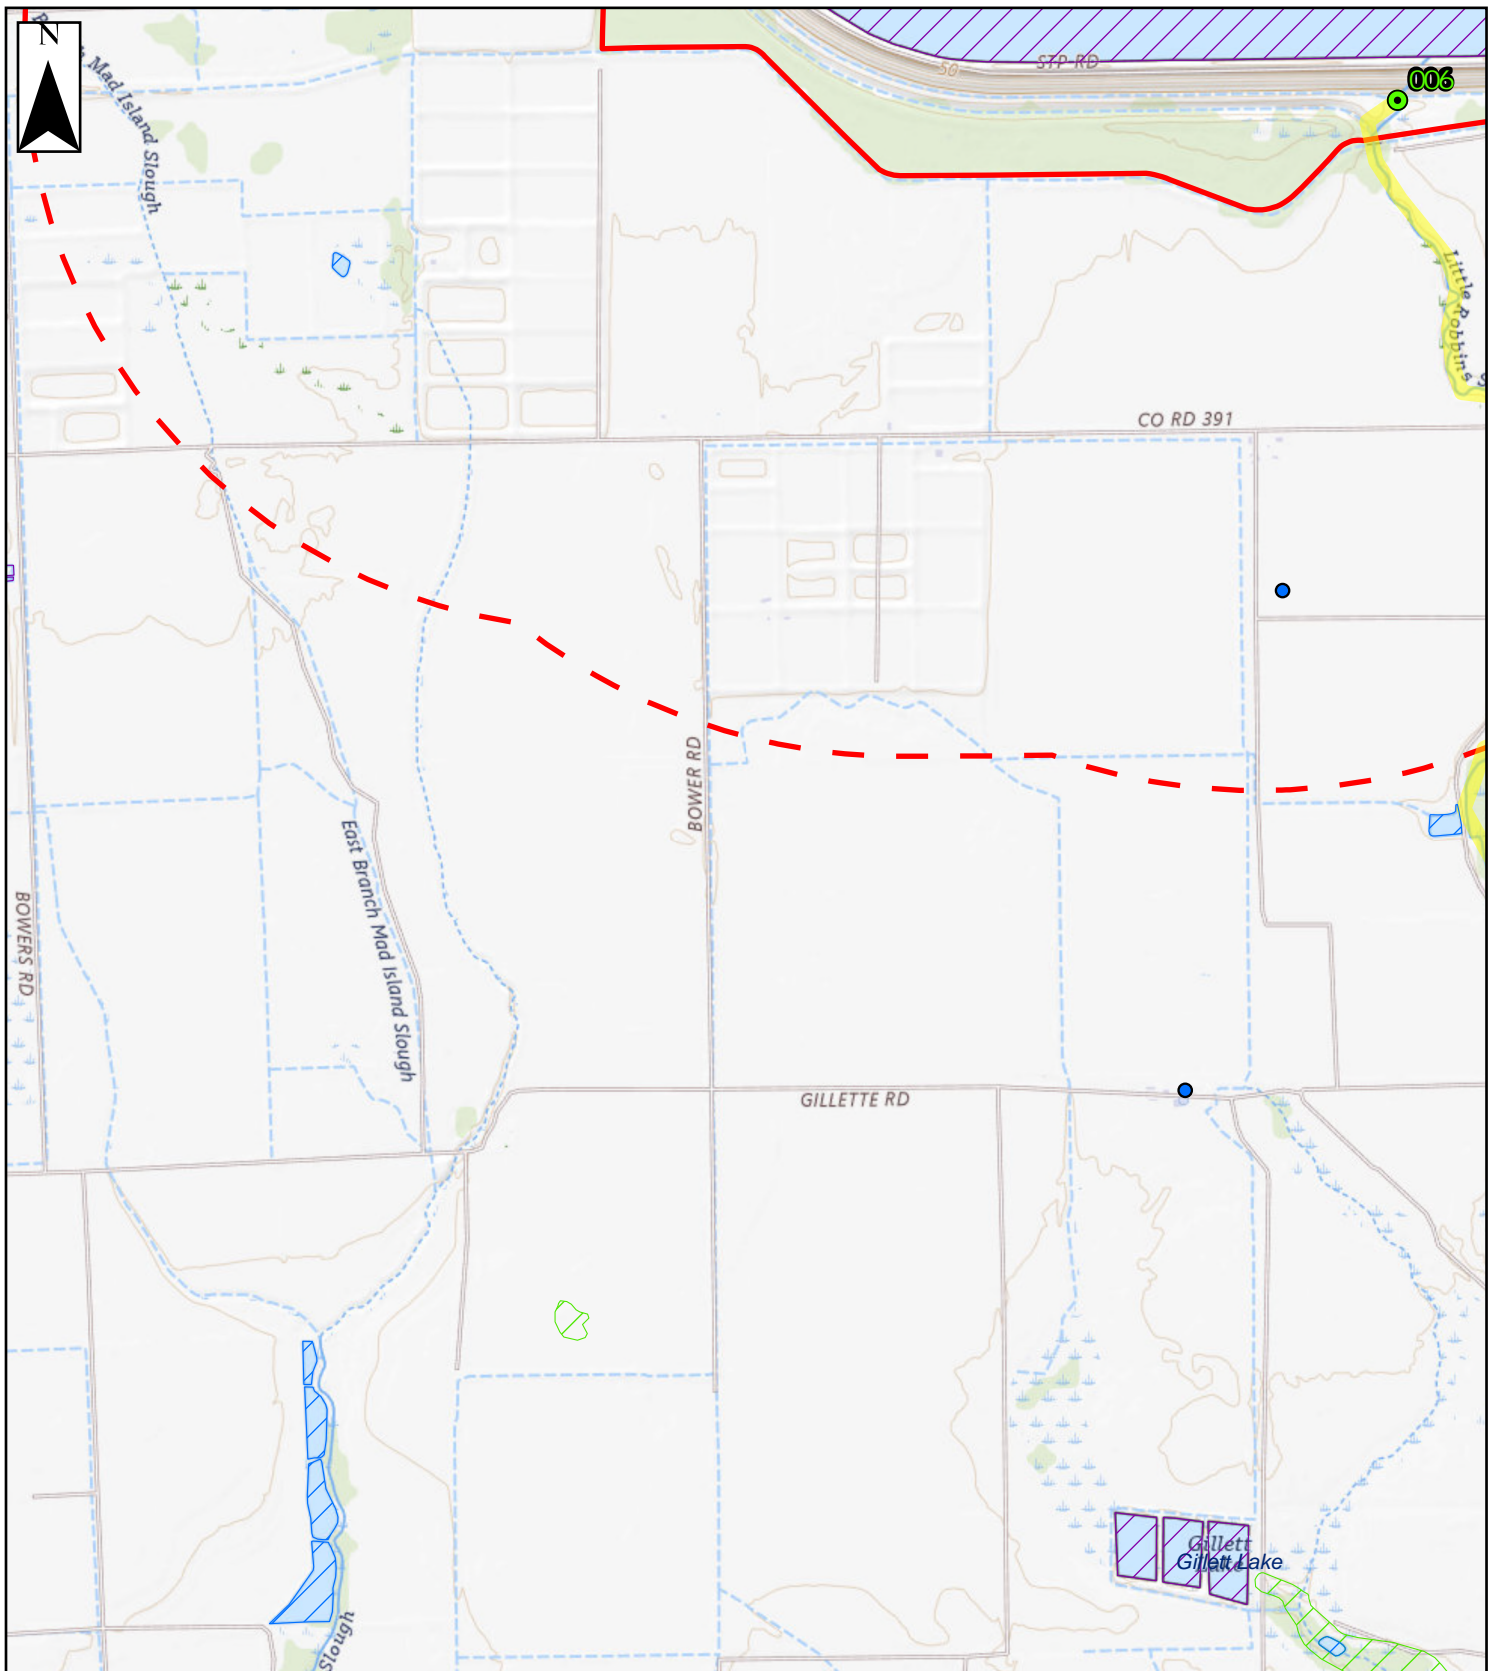 N
Mad Island Slough
50
STP-RD
006
Little Robbins
CO RD 391
BOWER RD
East Branch Mad Island Slough
BOWERS RD
GILLETTE RD
Gillett
Lake
Gillett Lake
Slough